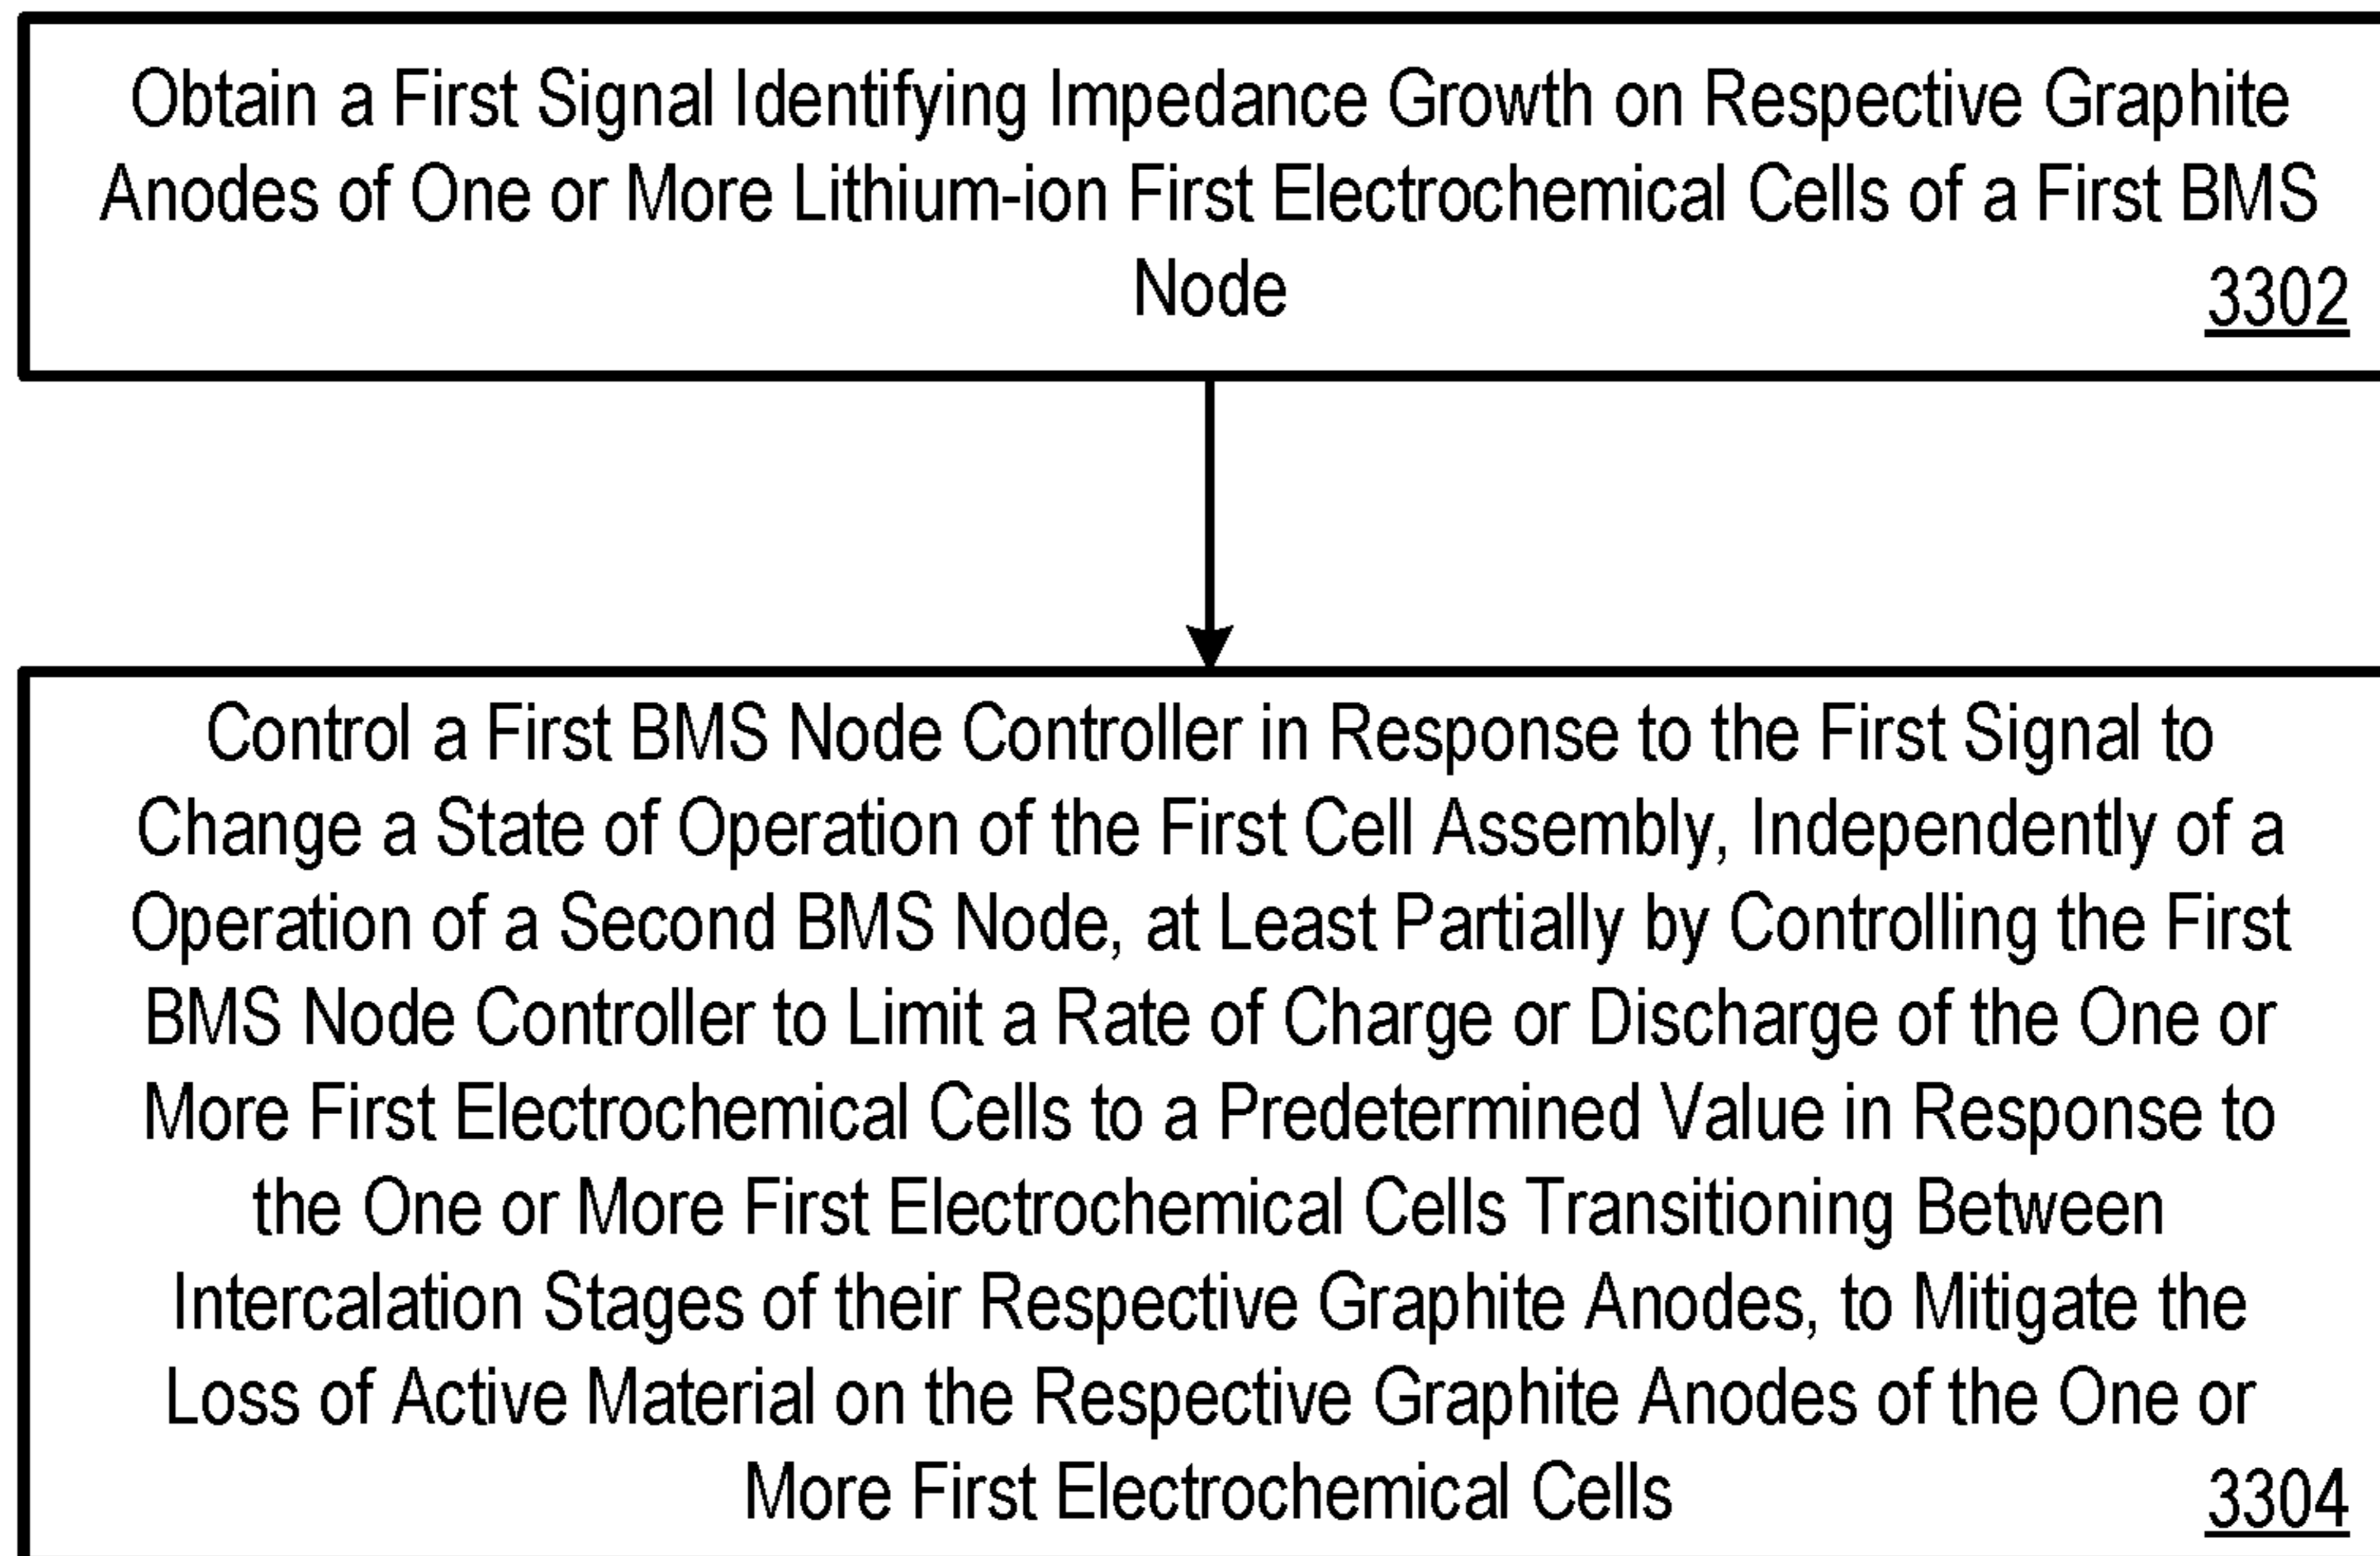 Obtain a First Signal Identifying Impedance Growth on Respective Graphite
Anodes of One or More Lithium-ion First Electrochemical Cells of a First BMS
Node
3302
Control a First BMS Node Controller in Response to the First Signal to
Change a State of Operation of the First Cell Assembly, Independently of a
Operation of a Second BMS Node, at Least Partially by Controlling the First
BMS Node Controller to Limit a Rate of Charge or Discharge of the One or
More First Electrochemical Cells to a Predetermined Value in Response to
the One or More First Electrochemical Cells Transitioning Between
Intercalation Stages of their Respective Graphite Anodes, to Mitigate the
Loss of Active Material on the Respective Graphite Anodes of the One or
More First Electrochemical Cells
3304